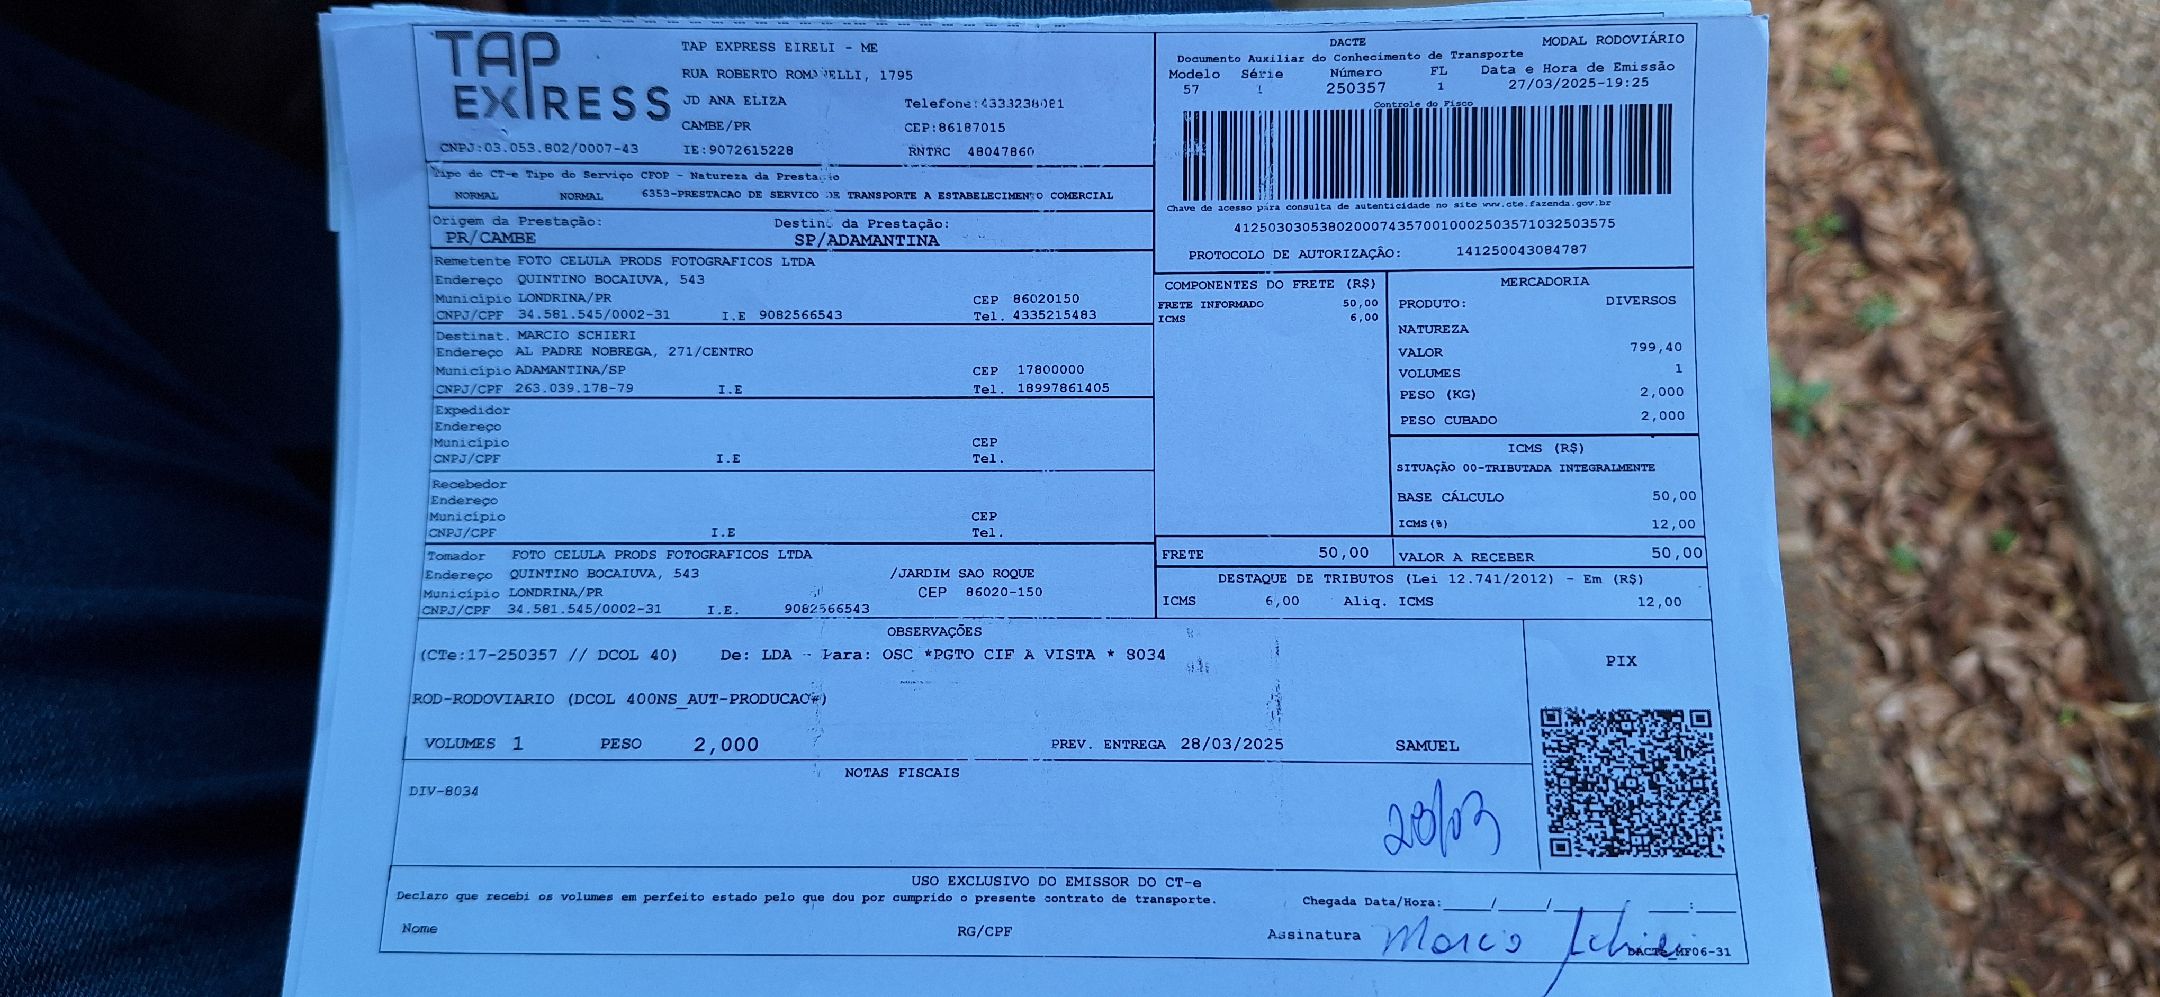 TAP EXPRESS
TAP EXPRESS EIRELI - ME
RUA ROBERTO ROMANELLI, 1795
JD ANA ELIZA Telefone:4333238081
CAMBE/PR CEP:86187015
CNPJ:03.053.802/0007-43 IE:9072615228 RNTRC 48047860
Tipo do CT-e Tipo do Serviço CFOP - Natureza da Prestação
NORMAL NORMAL 6353-PRESTACAO DE SERVICO DE TRANSPORTE A ESTABELECIMENTO COMERCIAL
Origem da Prestação: Destino da Prestação:
PR/CAMBE SP/ADAMANTINA
Remetente FOTO CELULA PRODS FOTOGRAFICOS LTDA
Endereço QUINTINO BOCAIUVA, 543
Município LONDRINA/PR CEP 86020150
CNPJ/CPF 34.581.545/0002-31 I.E 9082566543 Tel. 4335215483
Destinat. MARCIO SCHIERI
Endereço AL PADRE NOBREGA, 271/CENTRO
Município ADAMANTINA/SP CEP 17800000
CNPJ/CPF 263.039.178-79 I.E Tel. 18997861405
Expedidor
Endereço
Município CEP
CNPJ/CPF I.E Tel.
Recebedor
Endereço
Município CEP
CNPJ/CPF I.E Tel.
Tomador FOTO CELULA PRODS FOTOGRAFICOS LTDA
Endereço QUINTINO BOCAIUVA, 543 /JARDIM SAO ROQUE
Município LONDRINA/PR CEP 86020-150
CNPJ/CPF 34.581.545/0002-31 I.E. 9082566543
DACTE MODAL RODOVIÁRIO
Documento Auxiliar do Conhecimento de Transporte
Modelo Série Número FL Data e Hora de Emissão
57 1 250357 1 27/03/2025-19:25
Controle do Fisco
Chave de acesso para consulta de autenticidade no site www.cte.fazenda.gov.br
41250303053802000743570010002503571032503575
PROTOCOLO DE AUTORIZAÇÃO: 141250043084787
COMPONENTES DO FRETE (R$)
FRETE INFORMADO 50,00
ICMS 6,00
MERCADORIA
PRODUTO: DIVERSOS
NATUREZA
VALOR 799,40
VOLUMES 1
PESO (KG) 2,000
PESO CUBADO 2,000
ICMS (R$)
SITUAÇÃO 00-TRIBUTADA INTEGRALMENTE
BASE CÁLCULO 50,00
ICMS(%) 12,00
FRETE 50,00 VALOR A RECEBER 50,00
DESTAQUE DE TRIBUTOS (Lei 12.741/2012) - Em (R$)
ICMS 6,00 Aliq. ICMS 12,00
OBSERVAÇÕES
(CTe:17-250357 // DCOL 40) De: LDA - Para: OSC *PGTO CIF A VISTA * 8034
ROD-RODOVIARIO (DCOL 400NS_AUT-PRODUCAO#)
VOLUMES 1 PESO 2,000 PREV. ENTREGA 28/03/2025 SAMUEL
PIX
NOTAS FISCAIS
DIV-8034
28/03
USO EXCLUSIVO DO EMISSOR DO CT-e
Declaro que recebi os volumes em perfeito estado pelo que dou por cumprido o presente contrato de transporte. Chegada Data/Hora:____/____/______ ____:____
Nome RG/CPF Assinatura Marcio Schieri
DACTE_MF06-31